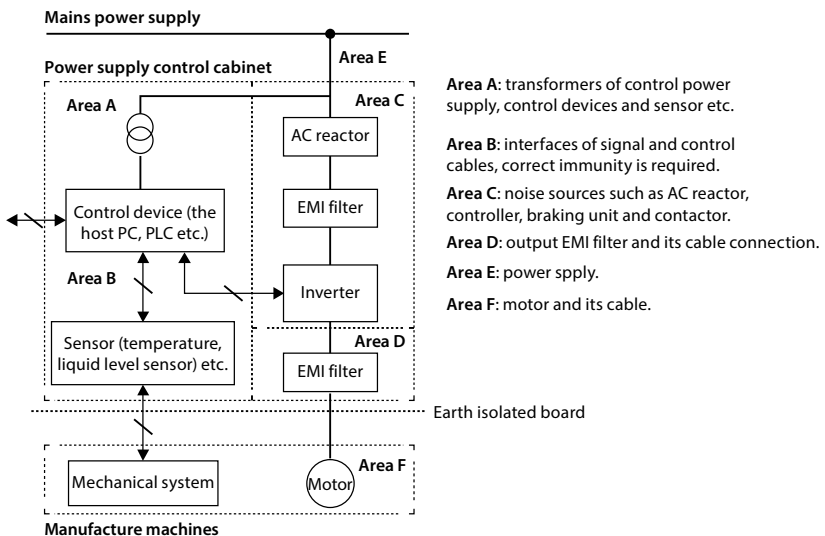 Mains power supply
Area E
Power supply control cabinet
Area A
Area C
AC reactor
EMI filter
Control device (the
host PC, PLC etc.)
Area B
Inverter
Sensor (temperature,
liquid level sensor) etc.
Area D
EMI filter
Earth isolated board
Area F
Mechanical system
Motor
Manufacture machines
Area A: transformers of control power
supply, control devices and sensor etc.
Area B: interfaces of signal and control
cables, correct immunity is required.
Area C: noise sources such as AC reactor,
controller, braking unit and contactor.
Area D: output EMI filter and its cable connection.
Area E: power spply.
Area F: motor and its cable.